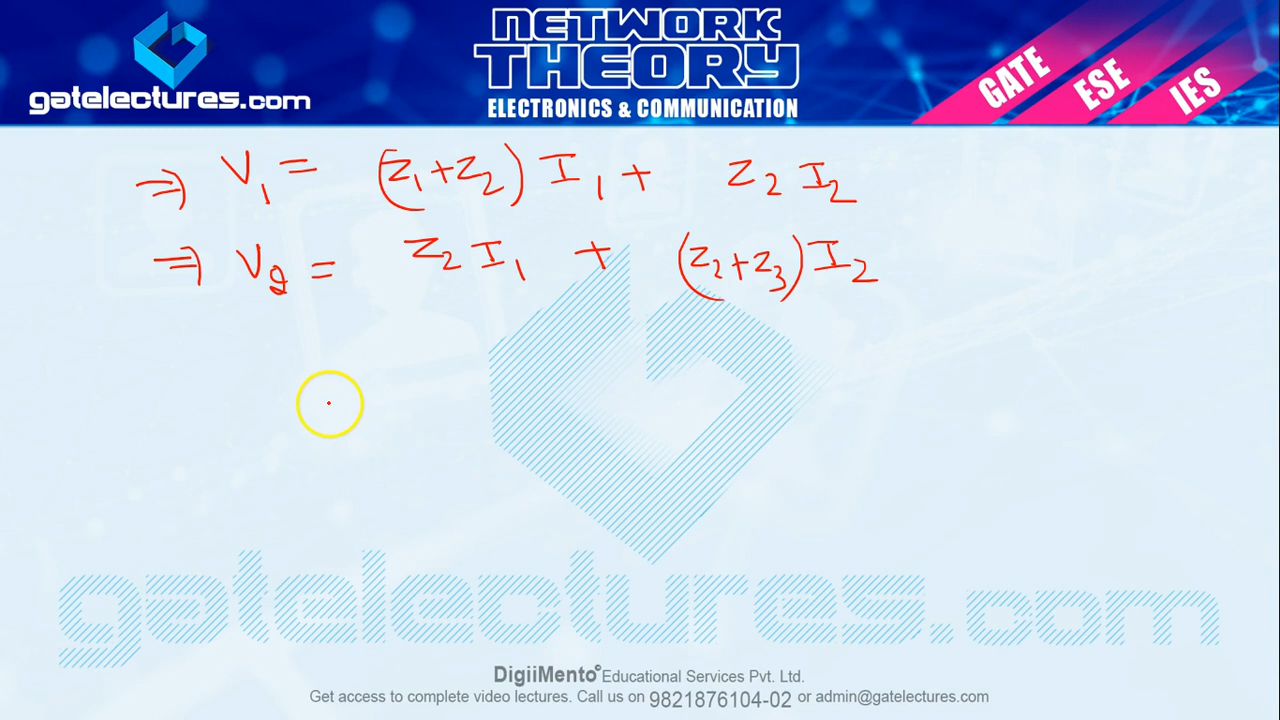 gatelectures.com
NETWORK
THEORY
ELECTRONICS & COMMUNICATION
GATE
ESE
IES
⇒ V₁ = (Z₁+Z₂) I₁ + Z₂ I₂
⇒ V₂ = Z₂ I₁ + (Z₂+Z₃) I₂
gatelectures.com
DigiiMento© Educational Services Pvt. Ltd.
Get access to complete video lectures. Call us on 9821876104-02 or admin@gatelectures.com